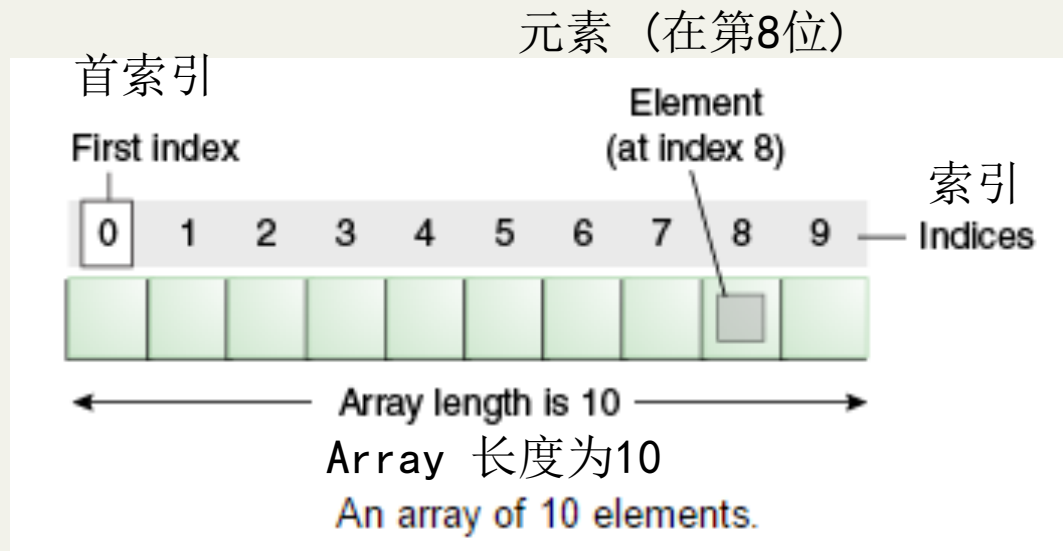 元素 (在第8位)
首索引
Element
First index
(at index 8)
索引
0 1 2 3 4 5 6 7 8 9
Indices
Array length is 10
Array 长度为10
An array of 10 elements.